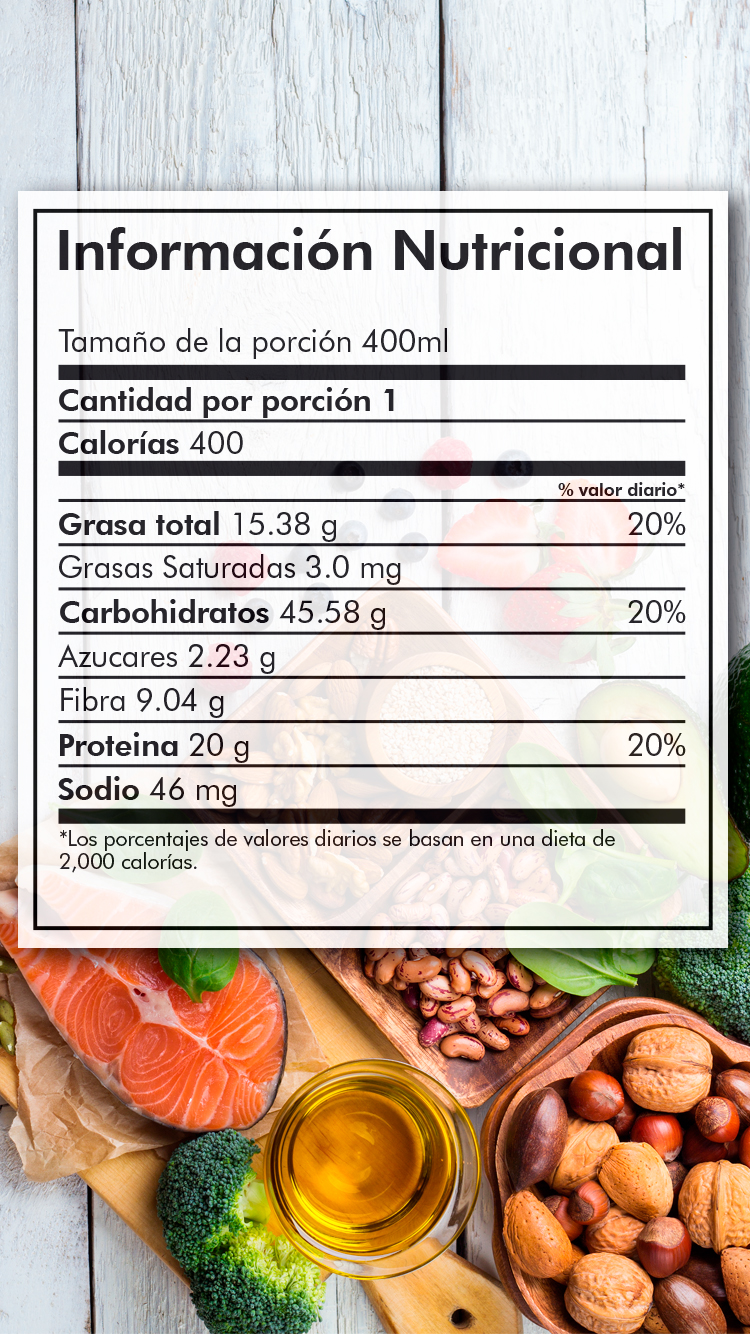 Información Nutricional
Tamaño de la porción 400ml
Cantidad por porción 1
Calorías 400
% valor diario*
Grasa total 15.38 g 20%
Grasas Saturadas 3.0 mg
Carbohidratos 45.58 g 20%
Azucares 2.23 g
Fibra 9.04 g
Proteina 20 g 20%
Sodio 46 mg
*Los porcentajes de valores diarios se basan en una dieta de
2,000 calorías.